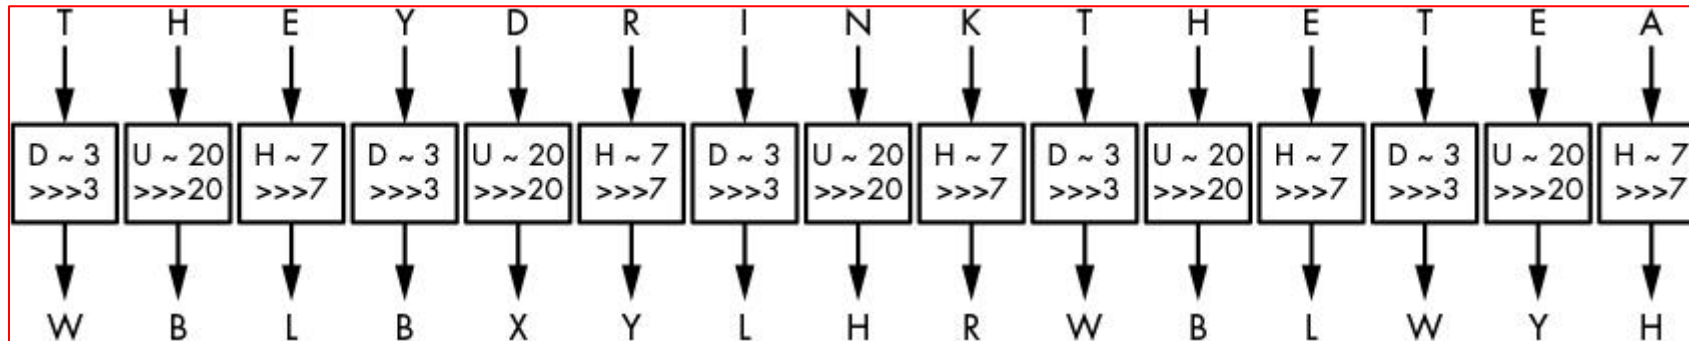 T H E Y D R I N K T H E T E A
D ~ 3 U ~ 20 H ~ 7 D ~ 3 U ~ 20 H ~ 7 D ~ 3 U ~ 20 H ~ 7 D ~ 3 U ~ 20 H ~ 7 D ~ 3 U ~ 20 H ~ 7
>>>3 >>>20 >>>7 >>>3 >>>20 >>>7 >>>3 >>>20 >>>7 >>>3 >>>20 >>>7 >>>3 >>>20 >>>7
W B L B X Y L H R W B L W Y H